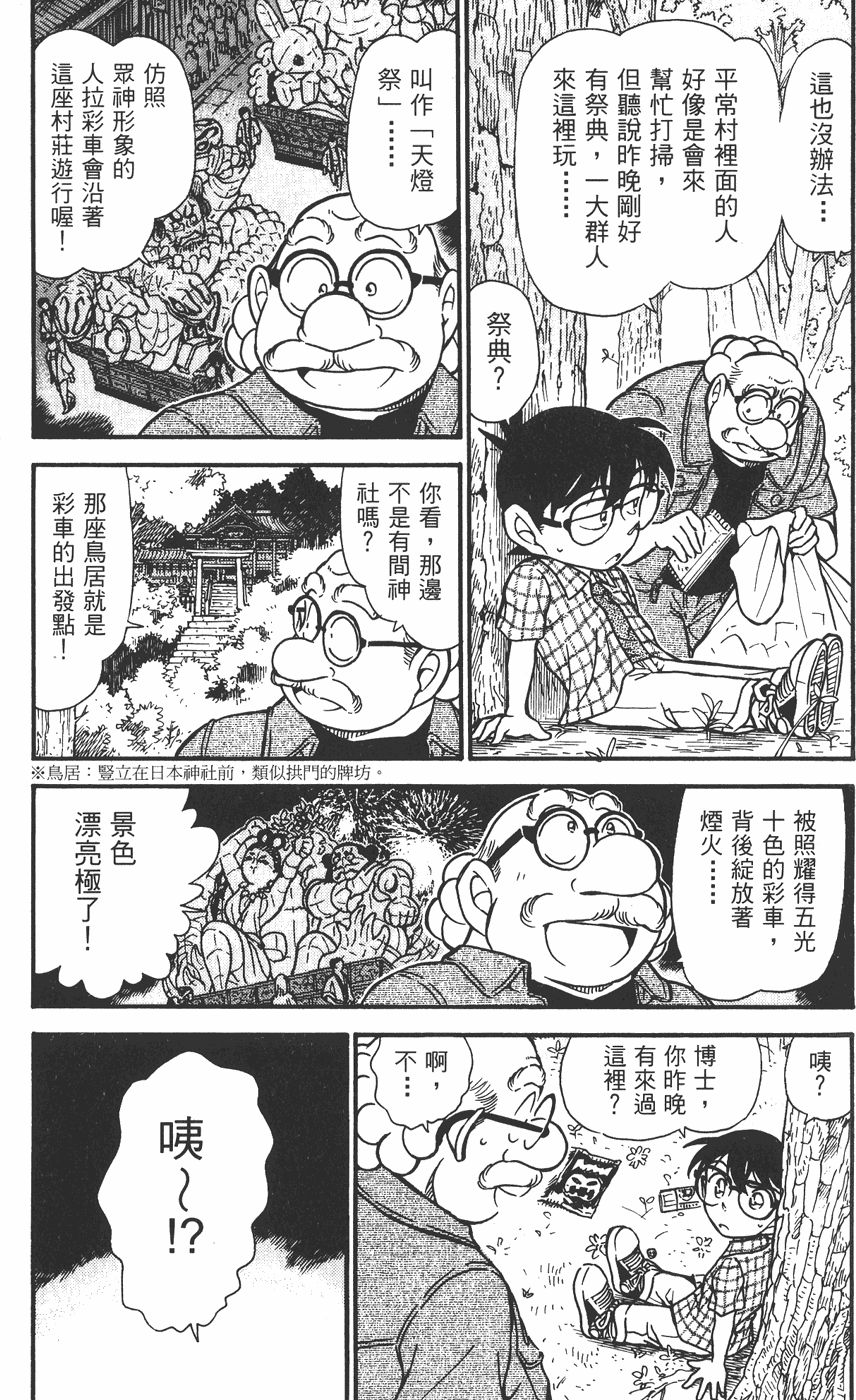 這也沒辦法…
平常村裡面的人
好像是會來
幫忙打掃，
但聽說昨晚剛好
有祭典，一大群人
來這裡玩……
祭典？
叫作「天燈
祭」……
仿照
眾神形象的
人拉彩車會沿著
這座村莊遊行喔！
你看，那邊
不是有間神
社嗎？
那座鳥居就是
彩車的出發點！
※鳥居：豎立在日本神社前，類似拱門的牌坊。
被照耀得五光
十色的彩車，
背後綻放著
煙火……
景色
漂亮極了！
咦？
博士，
你昨晚
有來過
這裡？
啊，
不…
咦～!?